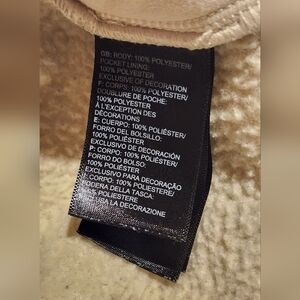 GB: BODY: 100% POLYESTER/
POCKET LINING:
100% POLYESTER
EXCLUSIVE OF DECORATION
F: CORPS: 100% POLYESTER/
DOUBLURE DE POCHE:
100% POLYESTER
À L'EXCEPTION DES
DÉCORATIONS
E: CUERPO: 100% POLIÉSTER/
FORRO DEL BOLSILLO:
100% POLIÉSTER
EXCLUSIVO DE DECORACIÓN
P: CORPO: 100% POLIÉSTER/
FORRO DO BOLSO:
100% POLIÉSTER
EXCLUSIVO PARA DECORAÇÃO
I: CORPO: 100% POLIESTERE/
FODERA DELLA TASCA:
100% POLIESTERE
ESCLUSA LA DECORAZIONE